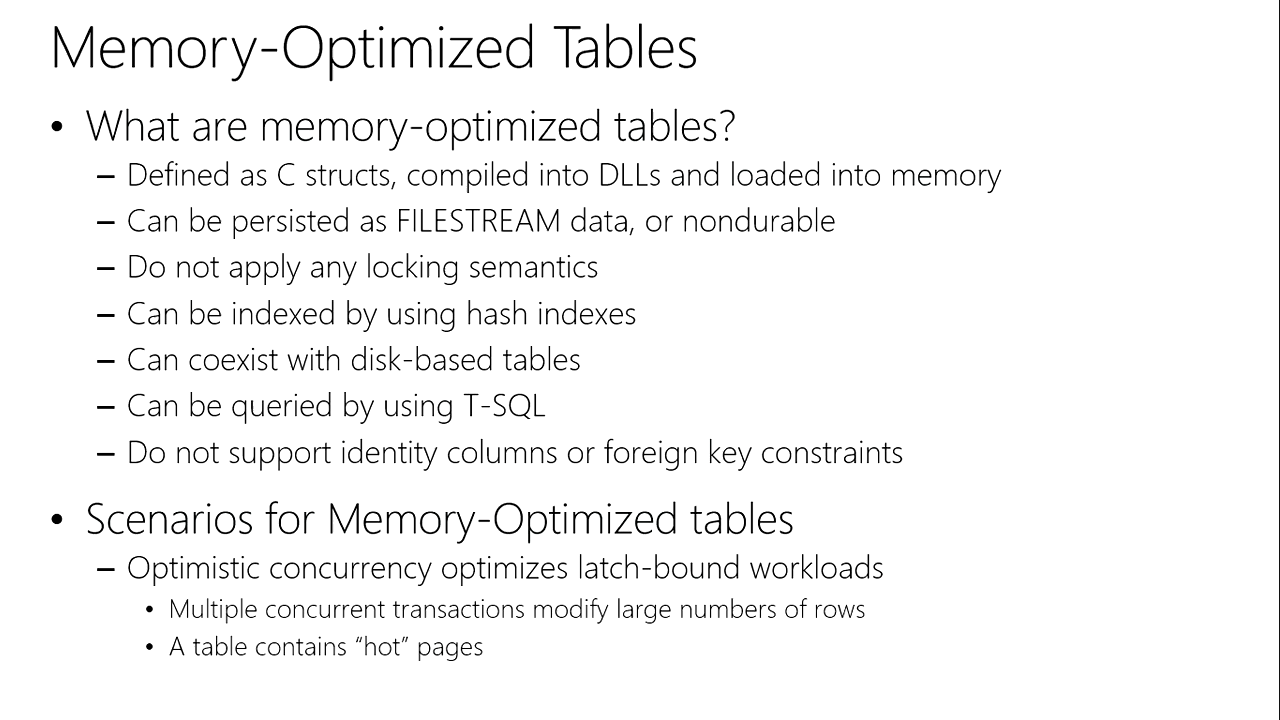 Memory-Optimized Tables
• What are memory-optimized tables?
– Defined as C structs, compiled into DLLs and loaded into memory
– Can be persisted as FILESTREAM data, or nondurable
– Do not apply any locking semantics
– Can be indexed by using hash indexes
– Can coexist with disk-based tables
– Can be queried by using T-SQL
– Do not support identity columns or foreign key constraints
• Scenarios for Memory-Optimized tables
– Optimistic concurrency optimizes latch-bound workloads
• Multiple concurrent transactions modify large numbers of rows
• A table contains “hot” pages